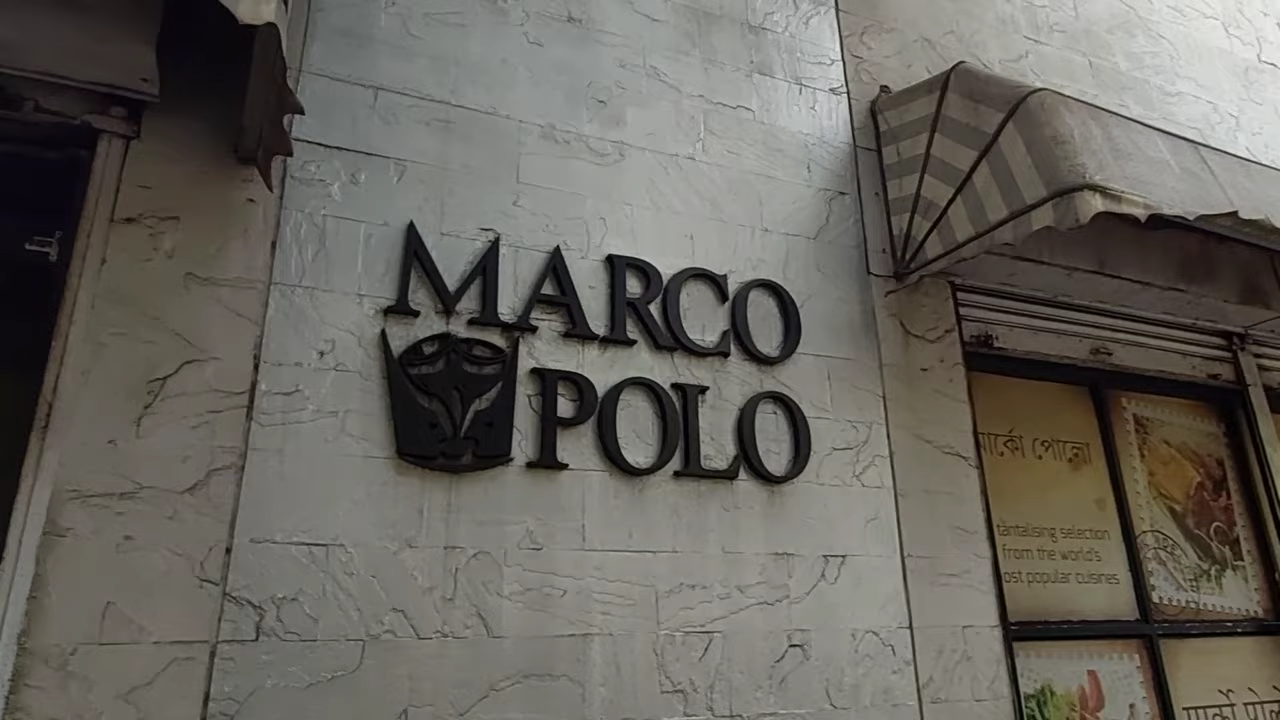 MARCO
POLO
মার্কো পোলো
tantalising selection
from the world's
ost popular cuisines
मार्को पोलो